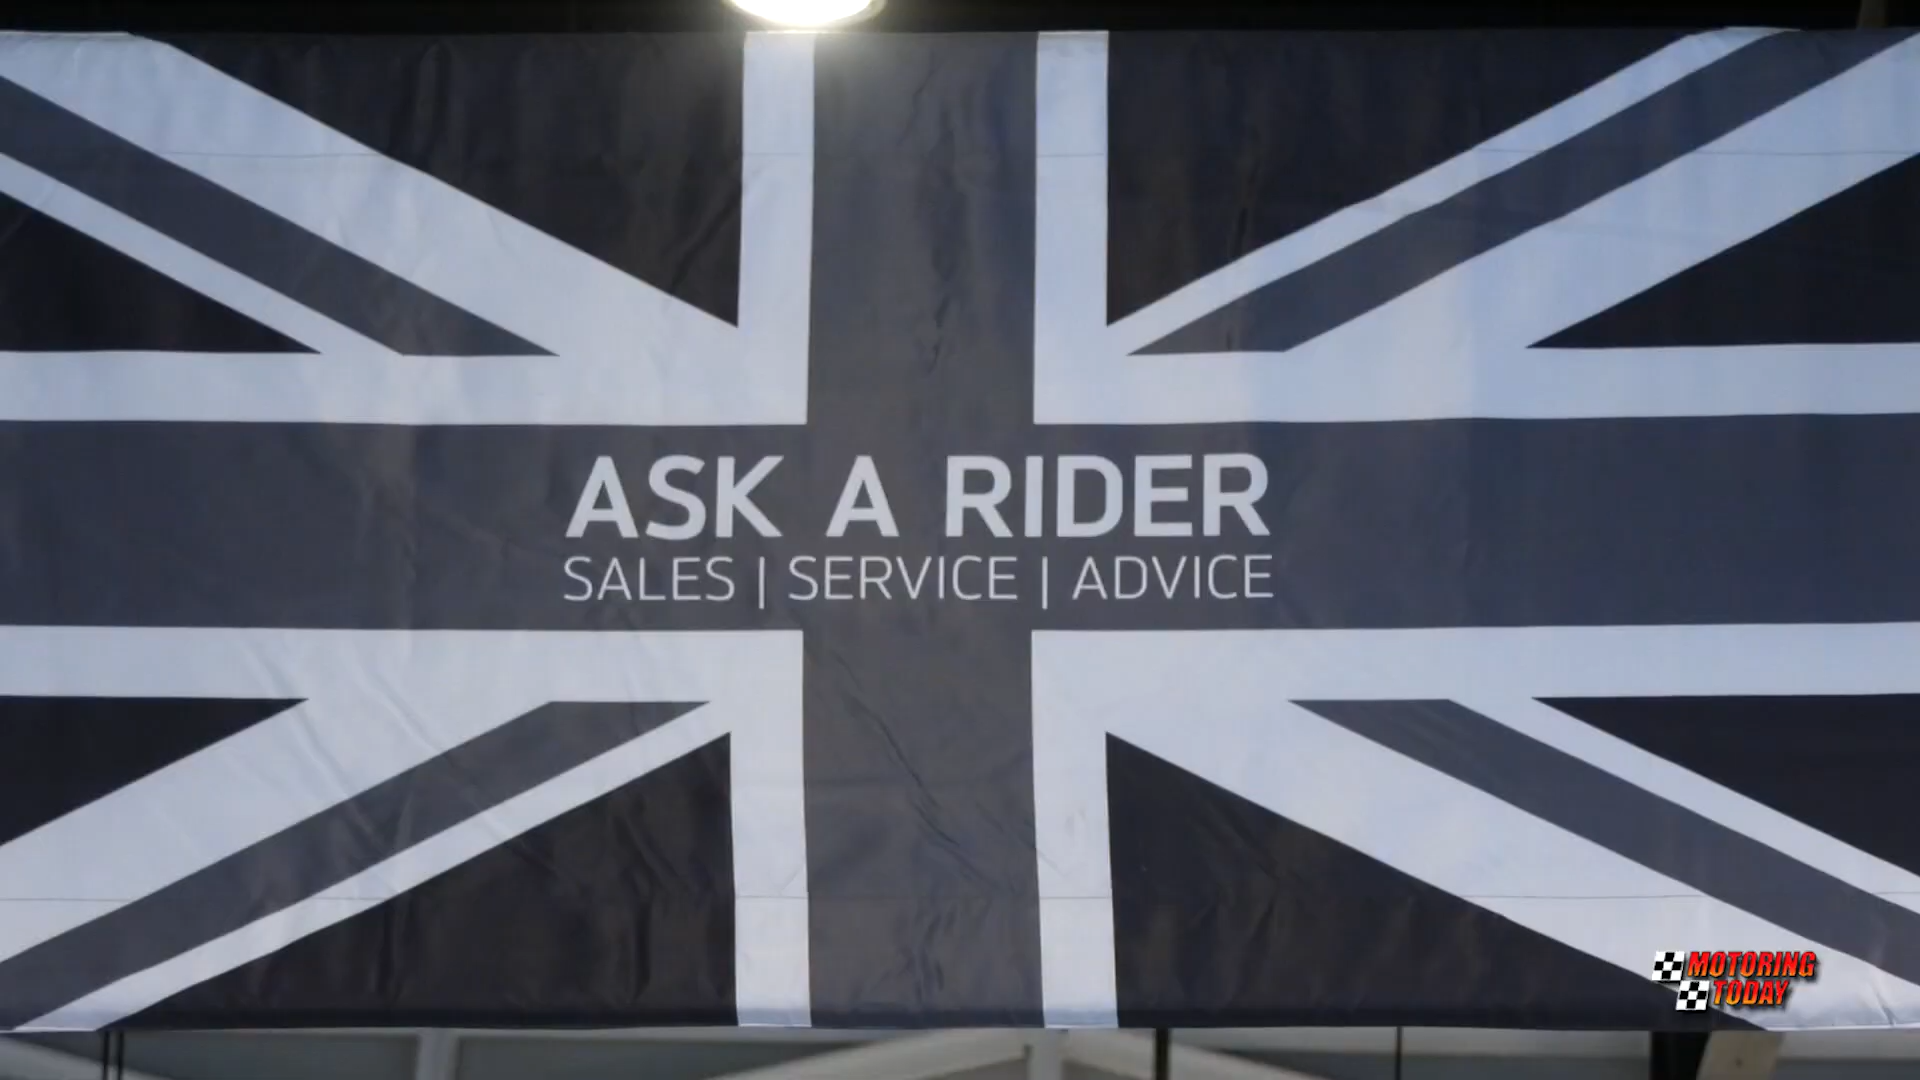 ASK A RIDER
SALES | SERVICE | ADVICE
MOTORING
TODAY